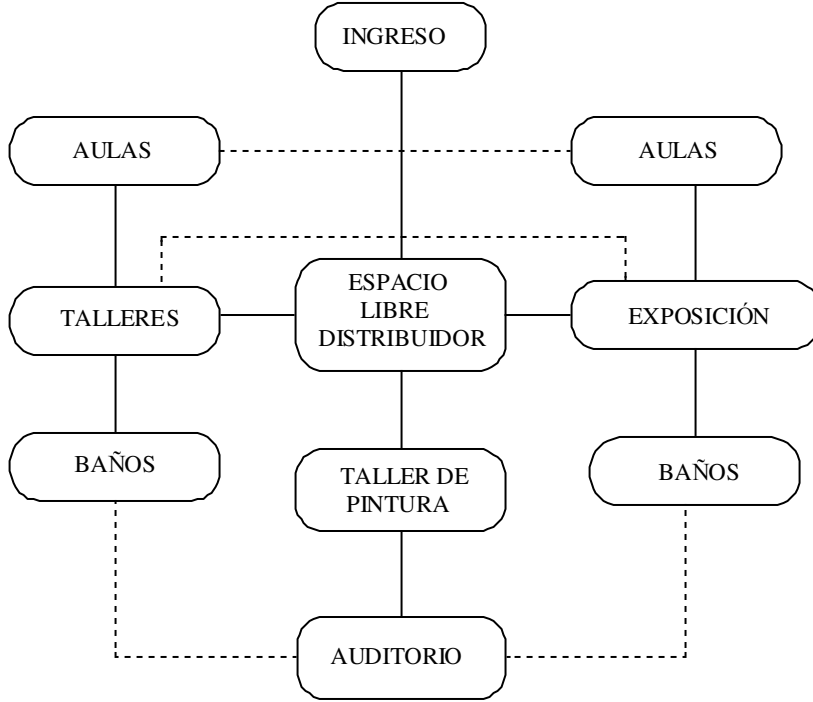 INGRESO
AULAS
AULAS
ESPACIO
LIBRE
DISTRIBUIDOR
TALLERES
EXPOSICIÓN
BAÑOS
TALLER DE
PINTURA
BAÑOS
AUDITORIO